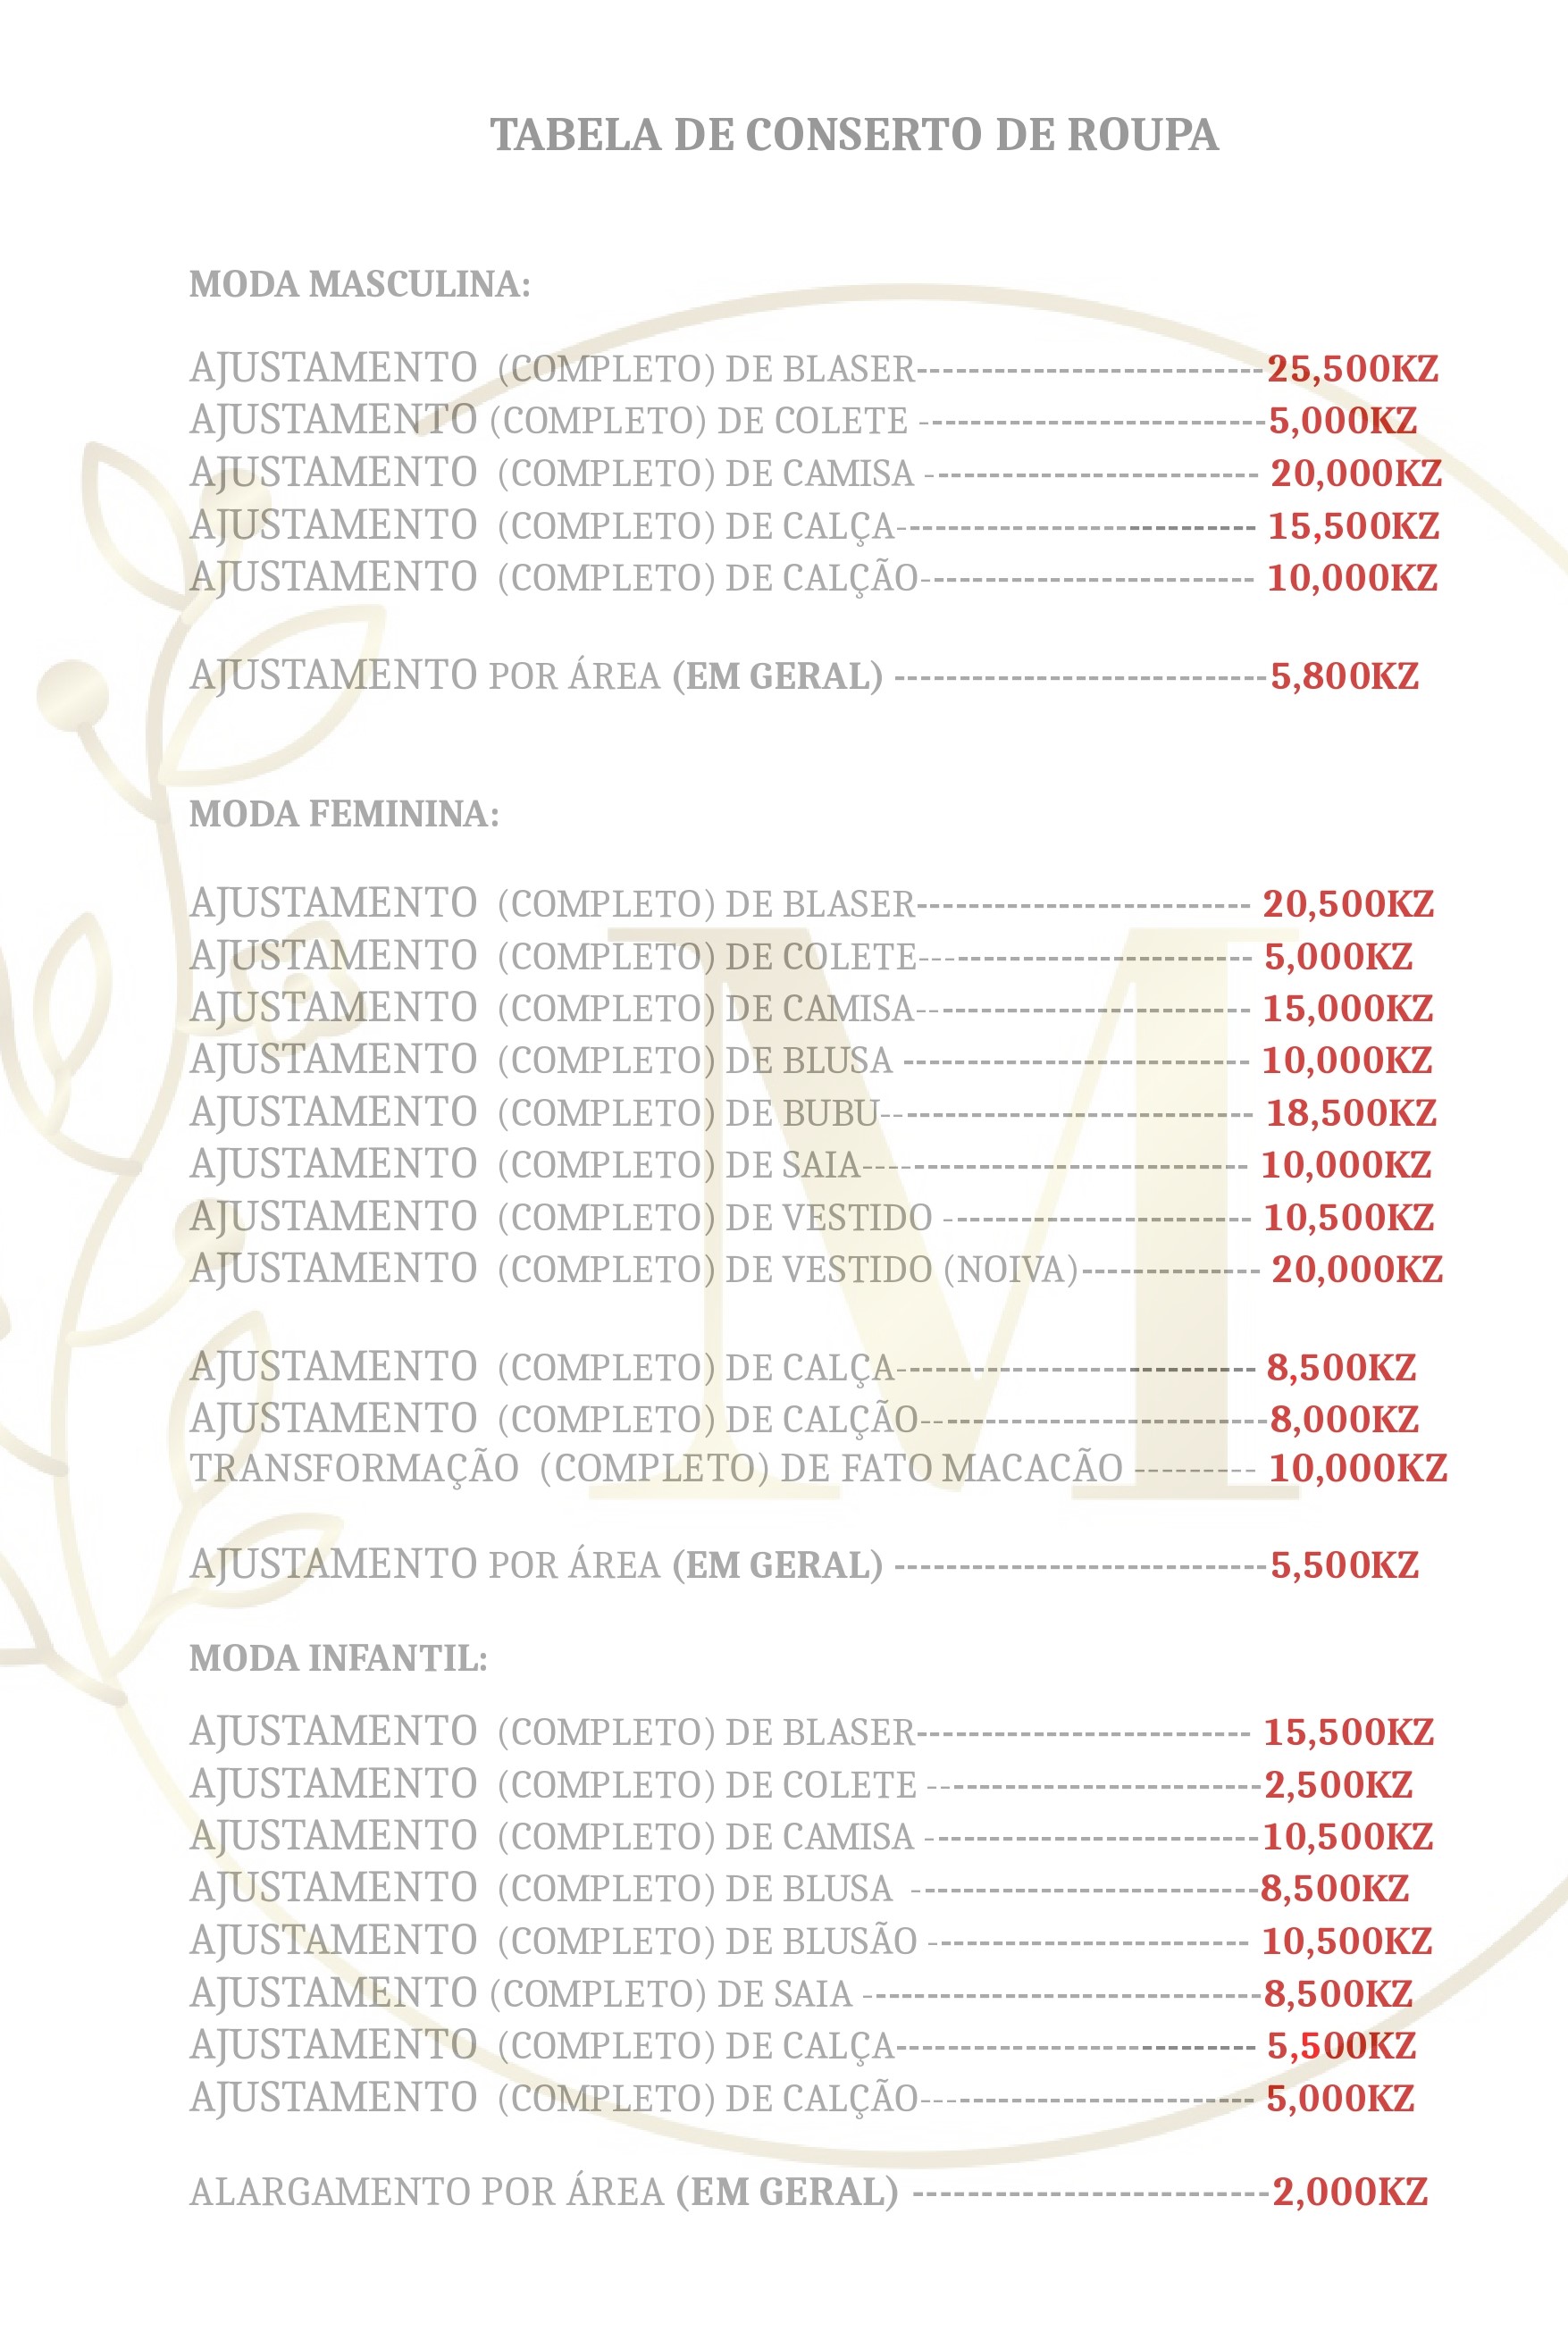 TABELA DE CONSERTO DE ROUPA
MODA MASCULINA:
AJUSTAMENTO (COMPLETO) DE BLASER---------------------------25,500KZ
AJUSTAMENTO (COMPLETO) DE COLETE ---------------------------5,000KZ
AJUSTAMENTO (COMPLETO) DE CAMISA -------------------------- 20,000KZ
AJUSTAMENTO (COMPLETO) DE CALÇA---------------------------- 15,500KZ
AJUSTAMENTO (COMPLETO) DE CALÇÃO-------------------------- 10,000KZ
AJUSTAMENTO POR ÁREA (EM GERAL) -----------------------------5,800KZ
MODA FEMININA:
AJUSTAMENTO (COMPLETO) DE BLASER-------------------------- 20,500KZ
AJUSTAMENTO (COMPLETO) DE COLETE-------------------------- 5,000KZ
AJUSTAMENTO (COMPLETO) DE CAMISA-------------------------- 15,000KZ
AJUSTAMENTO (COMPLETO) DE BLUSA --------------------------- 10,000KZ
AJUSTAMENTO (COMPLETO) DE BUBU----------------------------- 18,500KZ
AJUSTAMENTO (COMPLETO) DE SAIA------------------------------ 10,000KZ
AJUSTAMENTO (COMPLETO) DE VESTIDO ------------------------ 10,500KZ
AJUSTAMENTO (COMPLETO) DE VESTIDO (NOIVA)-------------- 20,000KZ
AJUSTAMENTO (COMPLETO) DE CALÇA---------------------------- 8,500KZ
AJUSTAMENTO (COMPLETO) DE CALÇÃO---------------------------8,000KZ
TRANSFORMAÇÃO (COMPLETO) DE FATO MACACÃO --------- 10,000KZ
AJUSTAMENTO POR ÁREA (EM GERAL) -----------------------------5,500KZ
MODA INFANTIL:
AJUSTAMENTO (COMPLETO) DE BLASER-------------------------- 15,500KZ
AJUSTAMENTO (COMPLETO) DE COLETE --------------------------2,500KZ
AJUSTAMENTO (COMPLETO) DE CAMISA --------------------------10,500KZ
AJUSTAMENTO (COMPLETO) DE BLUSA ---------------------------8,500KZ
AJUSTAMENTO (COMPLETO) DE BLUSÃO ------------------------- 10,500KZ
AJUSTAMENTO (COMPLETO) DE SAIA -------------------------------8,500KZ
AJUSTAMENTO (COMPLETO) DE CALÇA---------------------------- 5,500KZ
AJUSTAMENTO (COMPLETO) DE CALÇÃO-------------------------- 5,000KZ
ALARGAMENTO POR ÁREA (EM GERAL) ----------------------------2,000KZ
M